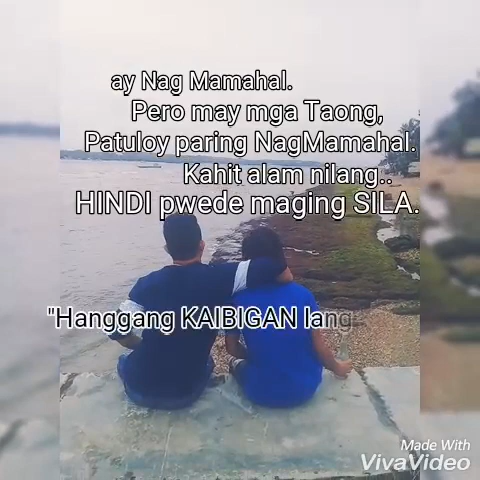 ay Nag Mamahal.
Pero may mga Taong,
Patuloy paring NagMamahal.
Kahit alam nilang..
HINDI pwede maging SILA.
"Hanggang KAIBIGAN lang..
Made With
VivaVideo